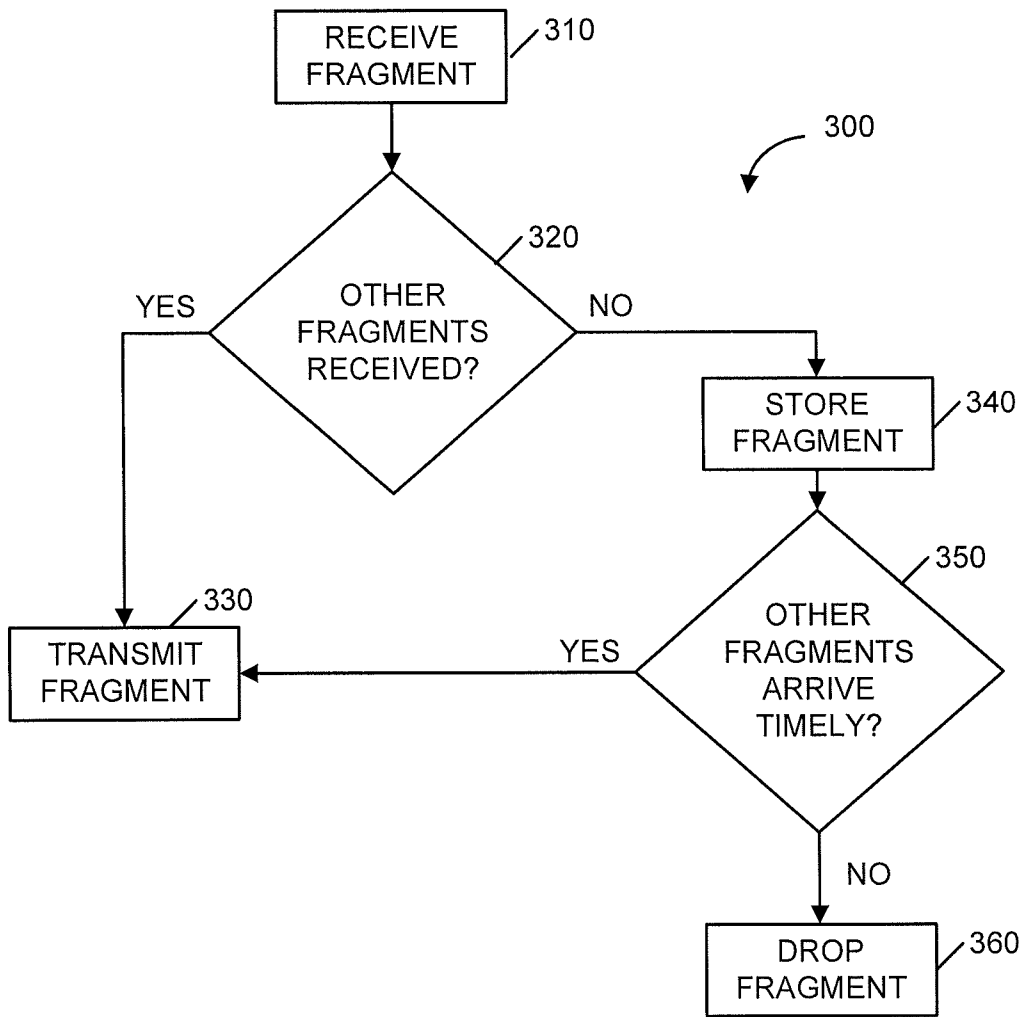 RECEIVE
FRAGMENT
310
300
320
OTHER
FRAGMENTS
RECEIVED?
YES
NO
STORE
FRAGMENT
340
350
330
TRANSMIT
FRAGMENT
YES
OTHER
FRAGMENTS
ARRIVE
TIMELY?
NO
DROP
FRAGMENT
360